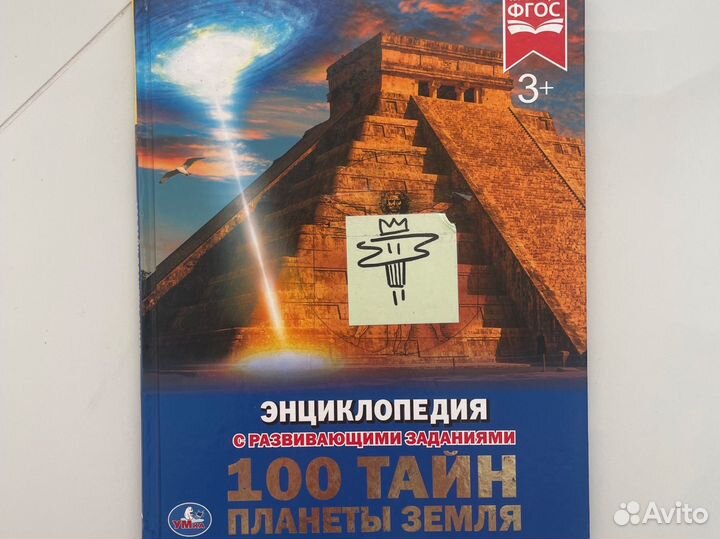 ФГОС
3+
ЭНЦИКЛОПЕДИЯ
С РАЗВИВАЮЩИМИ ЗАДАНИЯМИ
100 ТАЙН
ПЛАНЕТЫ ЗЕМЛЯ
УМка
Avito